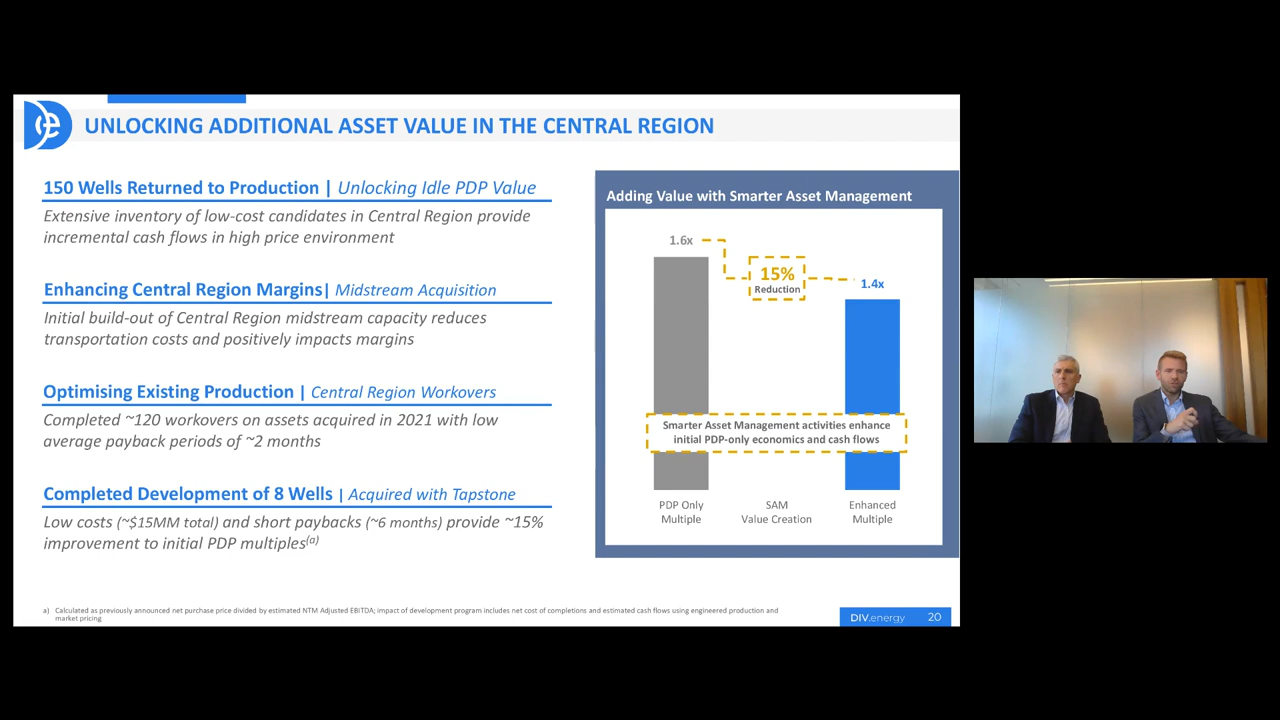 UNLOCKING ADDITIONAL ASSET VALUE IN THE CENTRAL REGION
150 Wells Returned to Production | Unlocking Idle PDP Value
Extensive inventory of low-cost candidates in Central Region provide
incremental cash flows in high price environment
Enhancing Central Region Margins| Midstream Acquisition
Initial build-out of Central Region midstream capacity reduces
transportation costs and positively impacts margins
Optimising Existing Production | Central Region Workovers
Completed ~120 workovers on assets acquired in 2021 with low
average payback periods of ~2 months
Completed Development of 8 Wells | Acquired with Tapstone
Low costs (~$15MM total) and short paybacks (~6 months) provide ~15%
improvement to initial PDP multiples(a)
Adding Value with Smarter Asset Management
1.6x
15%
Reduction
1.4x
Smarter Asset Management activities enhance
initial PDP-only economics and cash flows
PDP Only
Multiple
SAM
Value Creation
Enhanced
Multiple
a) Calculated as previously announced net purchase price divided by estimated NTM Adjusted EBITDA; impact of development program includes net cost of completions and estimated cash flows using engineered production and
market pricing
DIV.energy 20